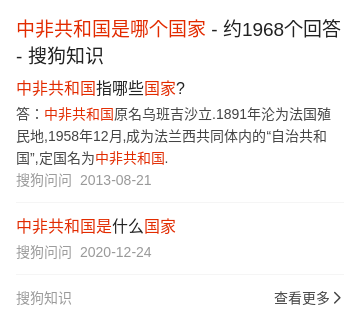 中非共和国是哪个国家 - 约1968个回答
- 搜狗知识
中非共和国指哪些国家?
答：中非共和国原名乌班吉沙立.1891年沦为法国殖
民地,1958年12月,成为法兰西共同体内的“自治共和
国”,定国名为中非共和国.
搜狗问问 2013-08-21
中非共和国是什么国家
搜狗问问 2020-12-24
搜狗知识
查看更多